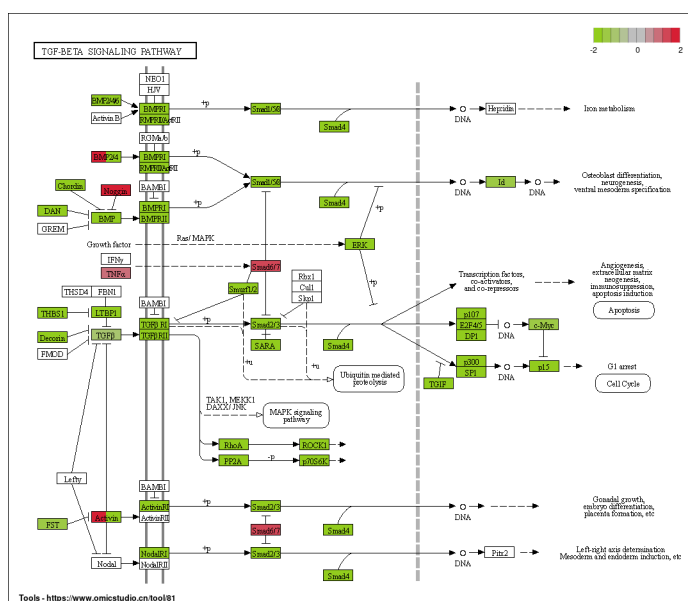 TGF-BETA SIGNALING PATHWAY
-2 0 2
NEO1
HJV
BMP2/4/6
Activin B
BMPRI
+p
Smad1/5/8
Smad4
DNA
Hepcidin
Iron metabolism
RGMa/b
BMP2/4
BMPRI
+p
Chordin
Noggin
BAMBI
Smad1/5/8
Smad4
DNA
Id
DNA
Osteoblast differentiation,
neurogenesis,
ventral mesoderm specification
DAN
GREM
BMP
BMPRI
BMPRII
+p
+p
Growth factor
Ras/ MAPK
ERK
IFNγ
TNFα
Smad6/7
Rbx1
Cul1
Skp1
+p
Transcription factors,
co-activators,
and co-repressors
Angiogenesis,
extracellular matrix
neogenesis,
immunosuppression,
apoptosis induction
THSD4
FBN1
Smurf1/2
BAMBI
Apoptosis
THBS1
LTBP1
p107
E2F4/5
DP1
DNA
c-Myc
Decorin
FMOD
TGFβ
TGFβ RI
TGFβ RII
+p
Smad2/3
SARA
Smad4
+u
+u
p300
SP1
DNA
p15
G1 arrest
TGIF
Cell Cycle
Ubiquitin mediated
proteolysis
TAK1, MEKK1
DAXX/ JNK
MAPK signaling
pathway
RhoA
ROCK1
PP2A
-p
p70S6K
Lefty
BAMBI
FST
Activin
ActivinRI
ActivinRII
+p
Smad2/3
Smad4
DNA
Gonadal growth,
embryo differentiation,
placenta formation, etc
Smad6/7
Nodal
NodalRI
NodalRII
+p
Smad2/3
Smad4
DNA
Pitx2
Left-right axis determination
Mesoderm and endoderm induction, etc
Tools - https://www.omicstudio.cn/tool/81